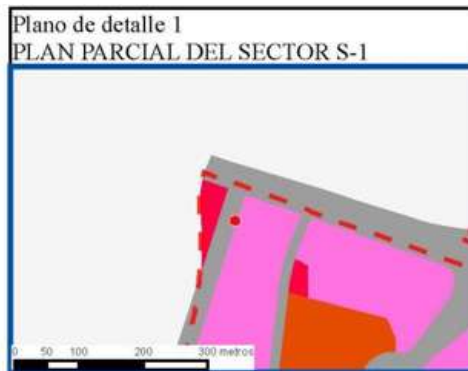 Plano de detalle 1
PLAN PARCIAL DEL SECTOR S-1
0 50 100 200 300 metros